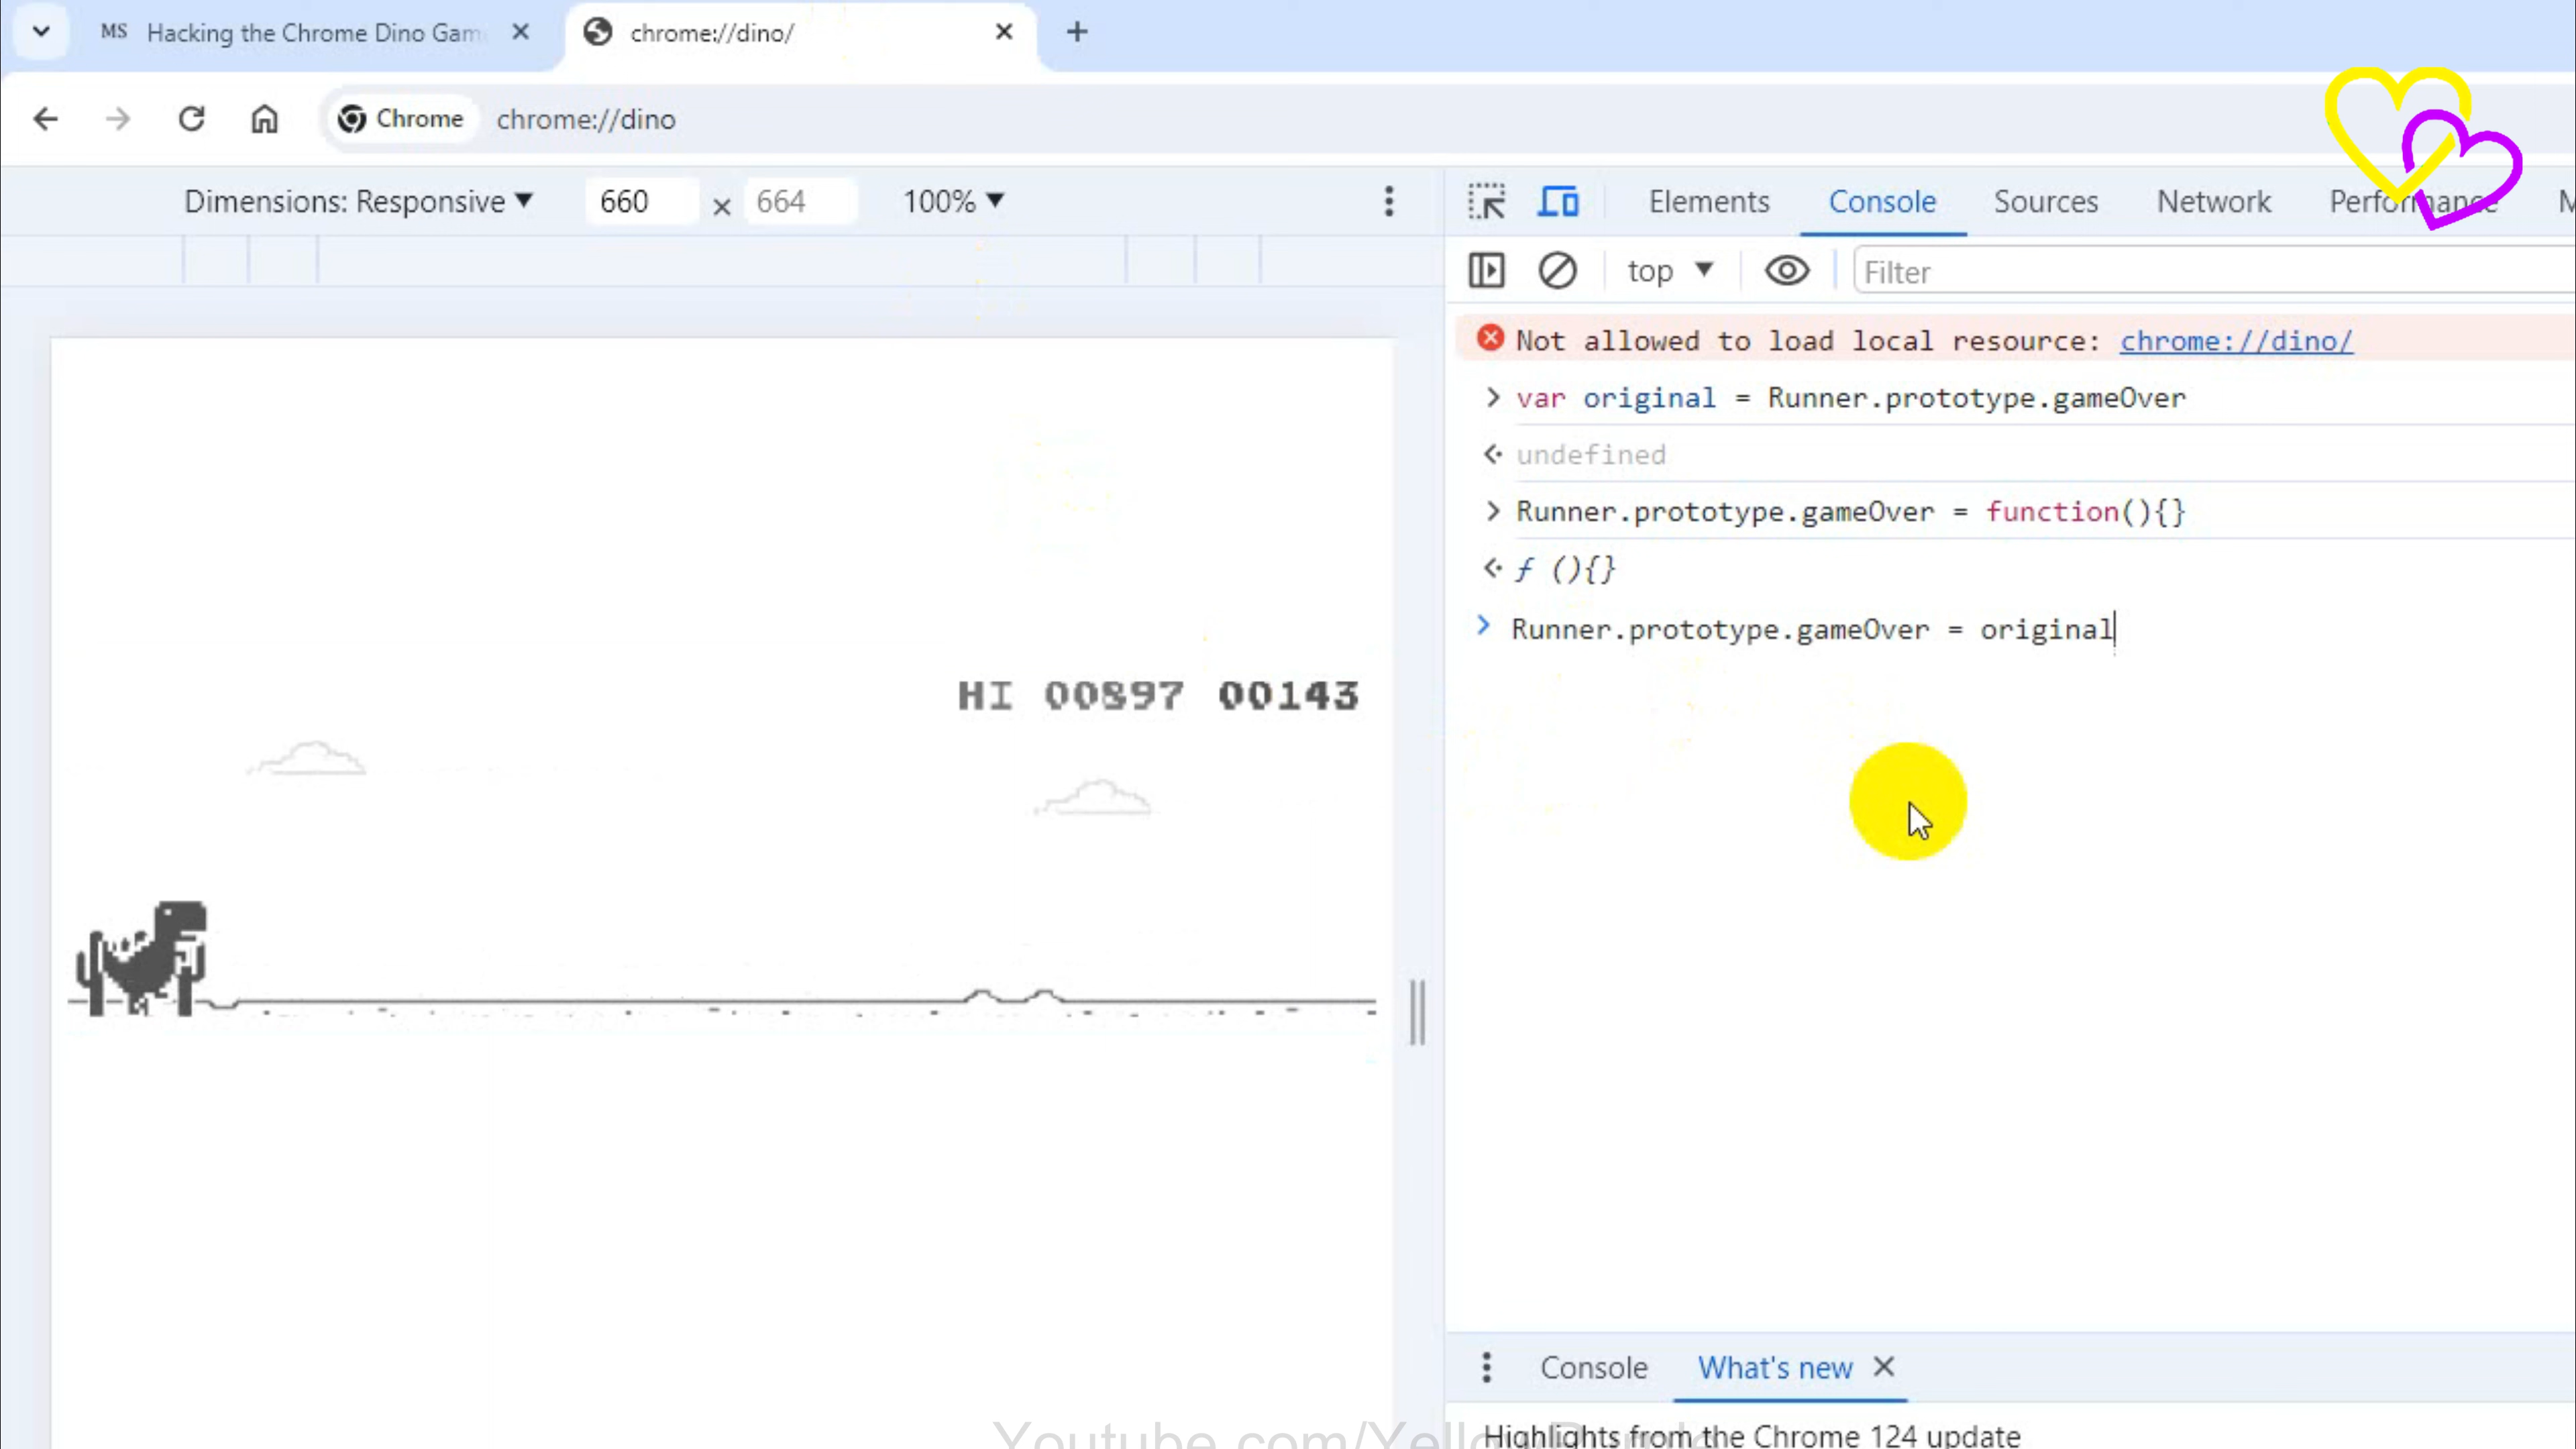 MS Hacking the Chrome Dino Gam
chrome://dino/
Chrome chrome://dino
Dimensions: Responsive 660 × 664 100%
Elements Console Sources Network Performance M
top Filter
Not allowed to load local resource: chrome://dino/
> var original = Runner.prototype.gameOver
undefined
> Runner.prototype.gameOver = function(){}
ƒ (){}
> Runner.prototype.gameOver = original
HI 00897 00143
Console What's new
Highlights from the Chrome 124 update